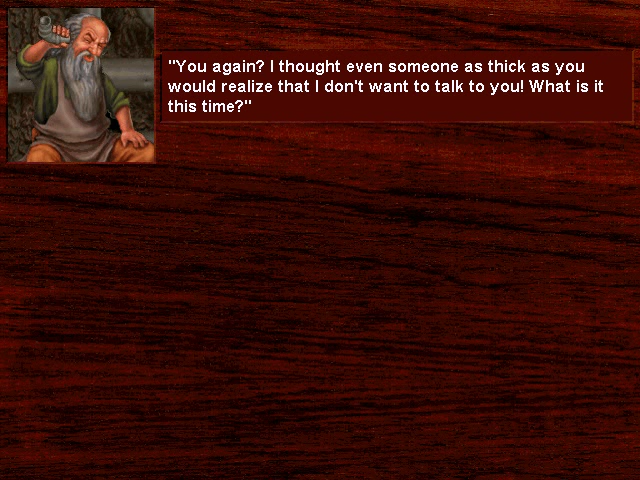 "You again? I thought even someone as thick as you
would realize that I don't want to talk to you! What is it
this time?"